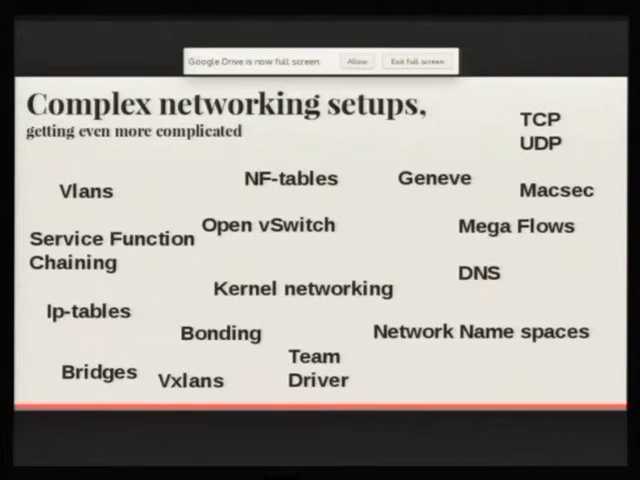 Google Drive is now full screen. Allow Exit full screen
Complex networking setups,
getting even more complicated
TCP
UDP
NF-tables
Geneve
Vlans
Macsec
Open vSwitch
Mega Flows
Service Function
Chaining
DNS
Kernel networking
Ip-tables
Bonding
Network Name spaces
Team
Driver
Bridges
Vxlans